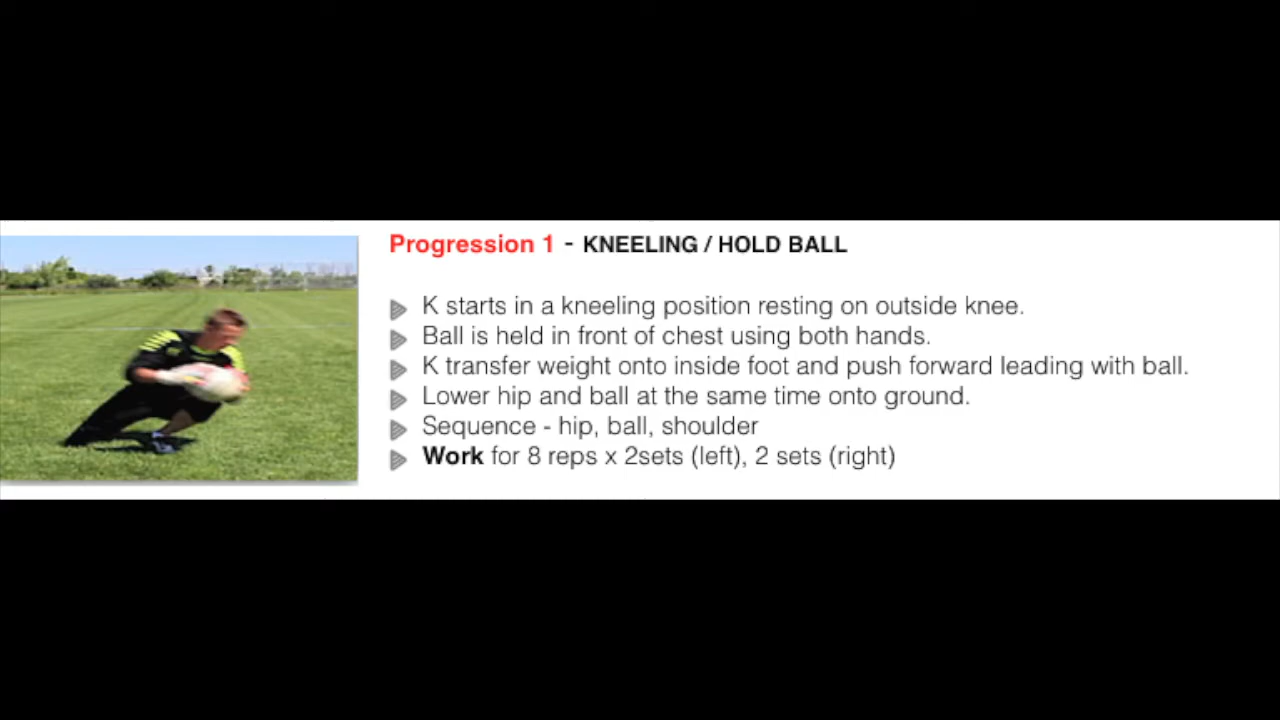 Progression 1 - KNEELING / HOLD BALL
K starts in a kneeling position resting on outside knee.
Ball is held in front of chest using both hands.
K transfer weight onto inside foot and push forward leading with ball.
Lower hip and ball at the same time onto ground.
Sequence - hip, ball, shoulder
Work for 8 reps x 2sets (left), 2 sets (right)